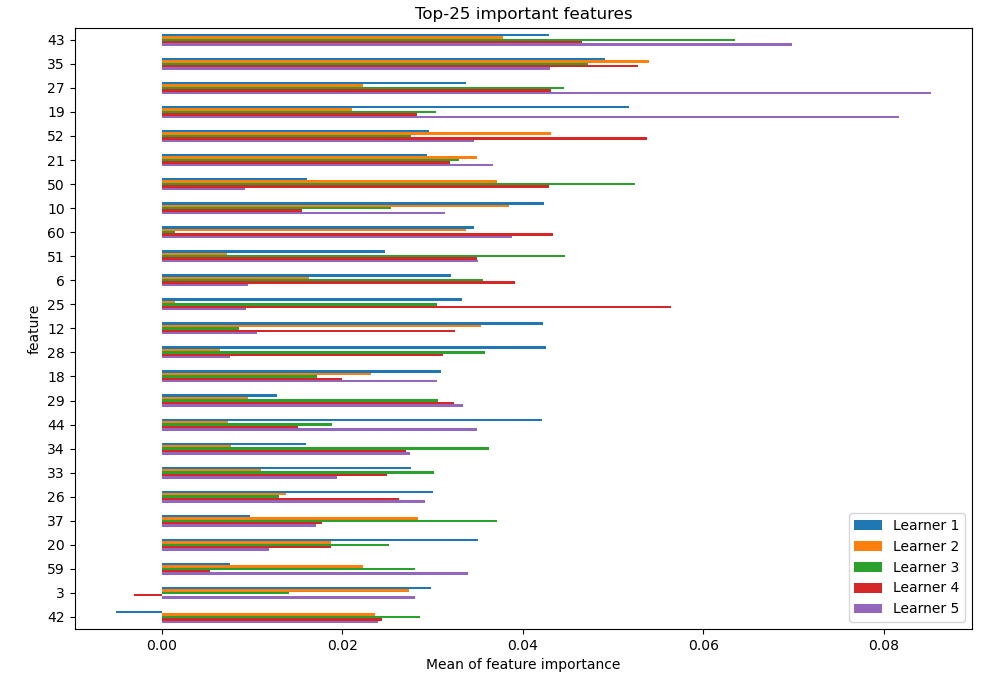 Top-25 important features
43
35
27
19
52
21
50
10
60
51
6
25
12
28
18
29
44
34
33
26
37
20
59
3
42
feature
0.00 0.02 0.04 0.06 0.08
Mean of feature importance
Learner 1
Learner 2
Learner 3
Learner 4
Learner 5